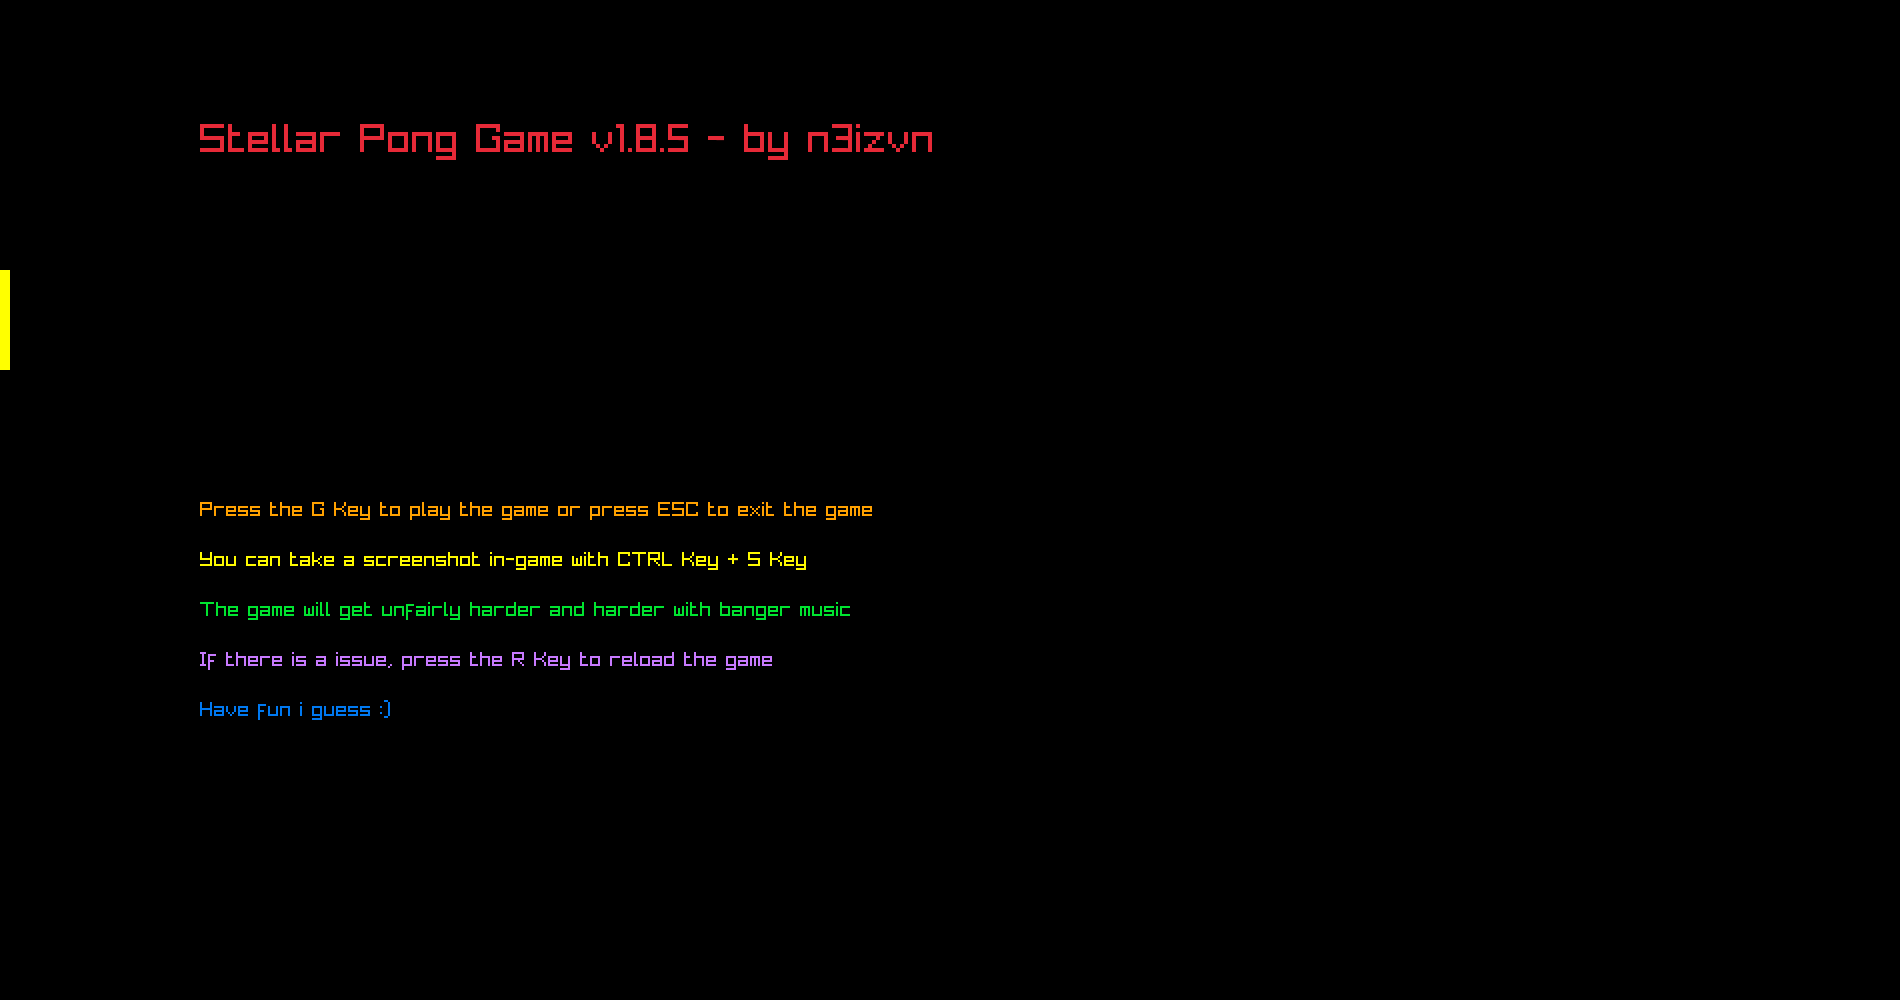 Stellar Pong Game v1.8.5 - by n3izvn
Press the G Key to play the game or press ESC to exit the game
You can take a screenshot in-game with CTRL Key + S Key
The game will get unfairly harder and harder with banger music
If there is a issue, press the R Key to reload the game
Have fun i guess :)